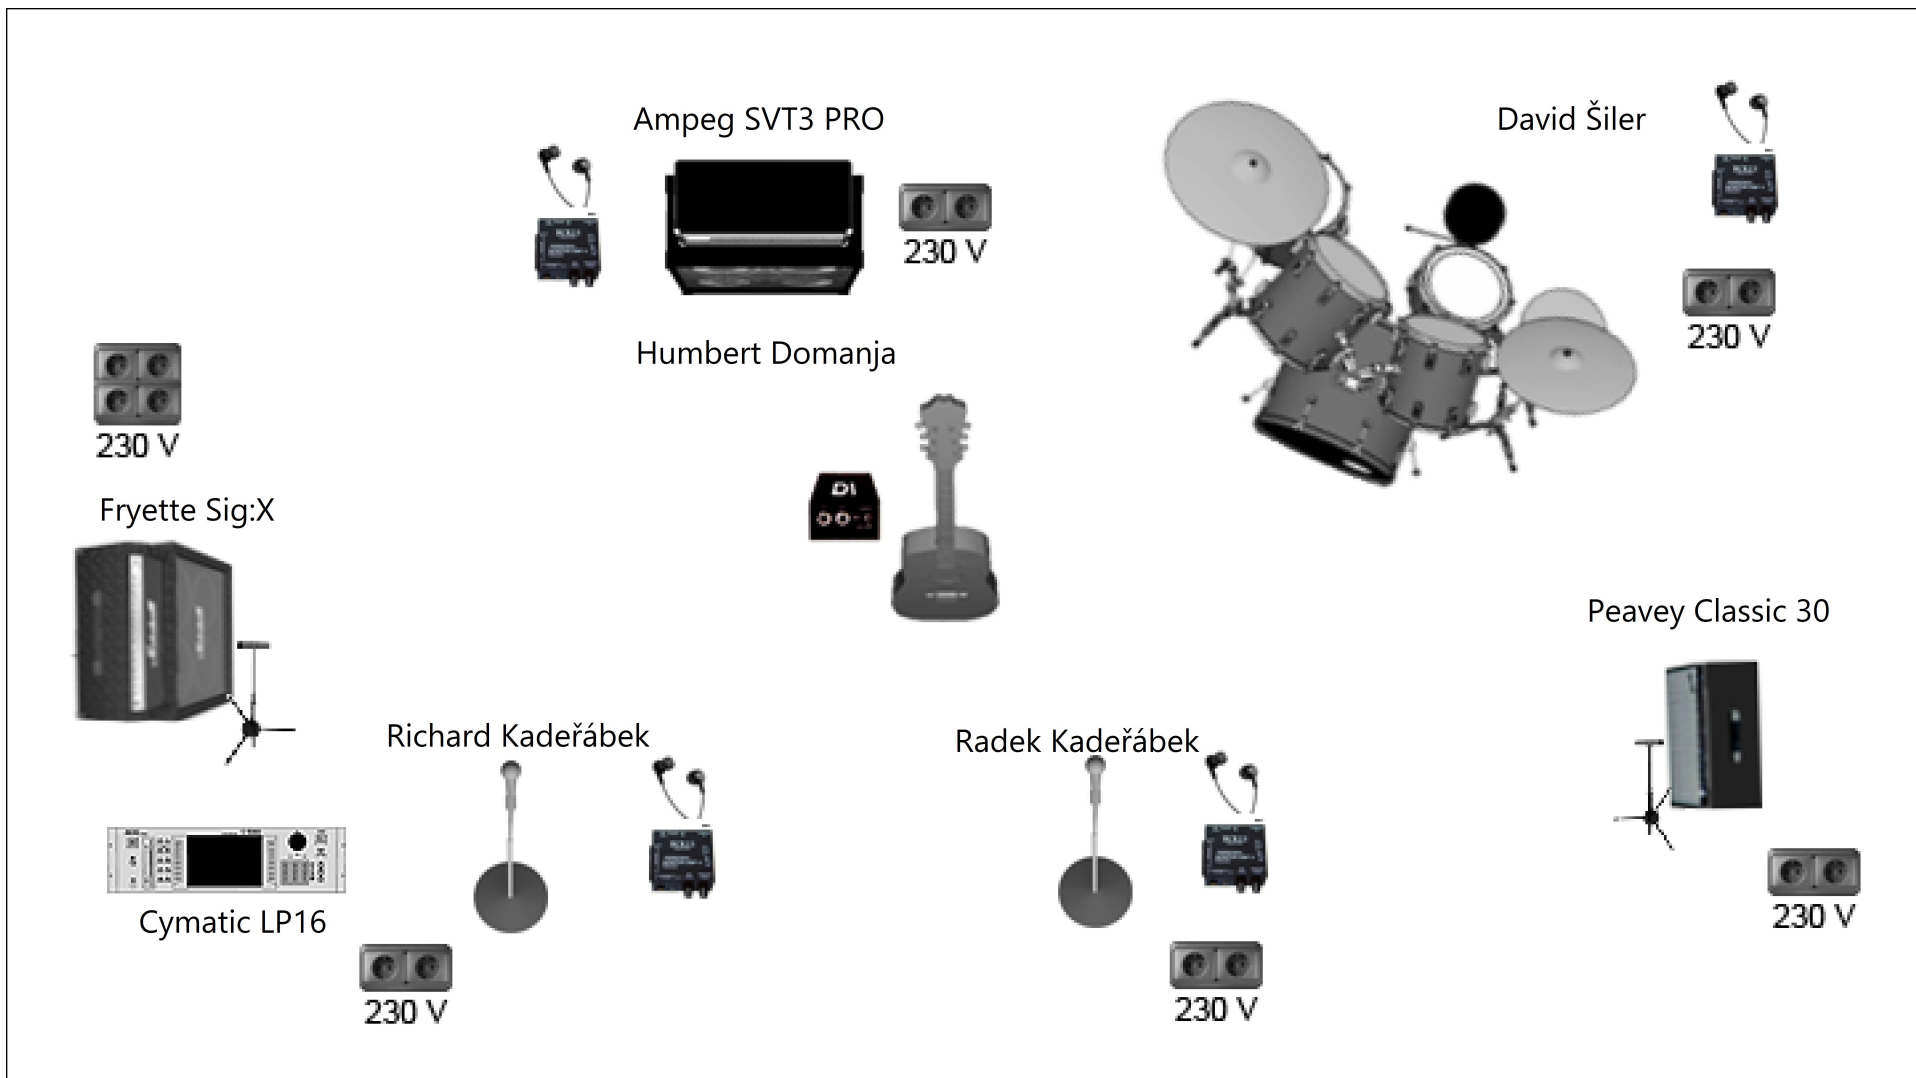 Ampeg SVT3 PRO
David Šiler
230 V
Humbert Domanja
230 V
230 V
DI
Fryette Sig:X
Peavey Classic 30
Richard Kadeřábek
Radek Kadeřábek
Cymatic LP16
230 V
230 V
230 V